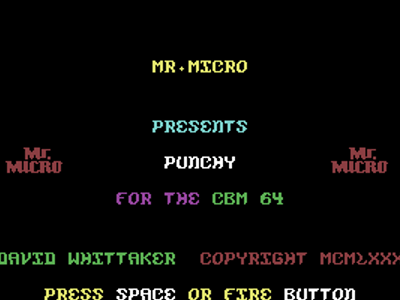 MR.MICRO
PRESENTS
PUNCHY
Mr. MICRO
Mr. MICRO
FOR THE CBM 64
DAVID WHITTAKER COPYRIGHT MCMLXXX
PRESS SPACE OR FIRE BUTTON